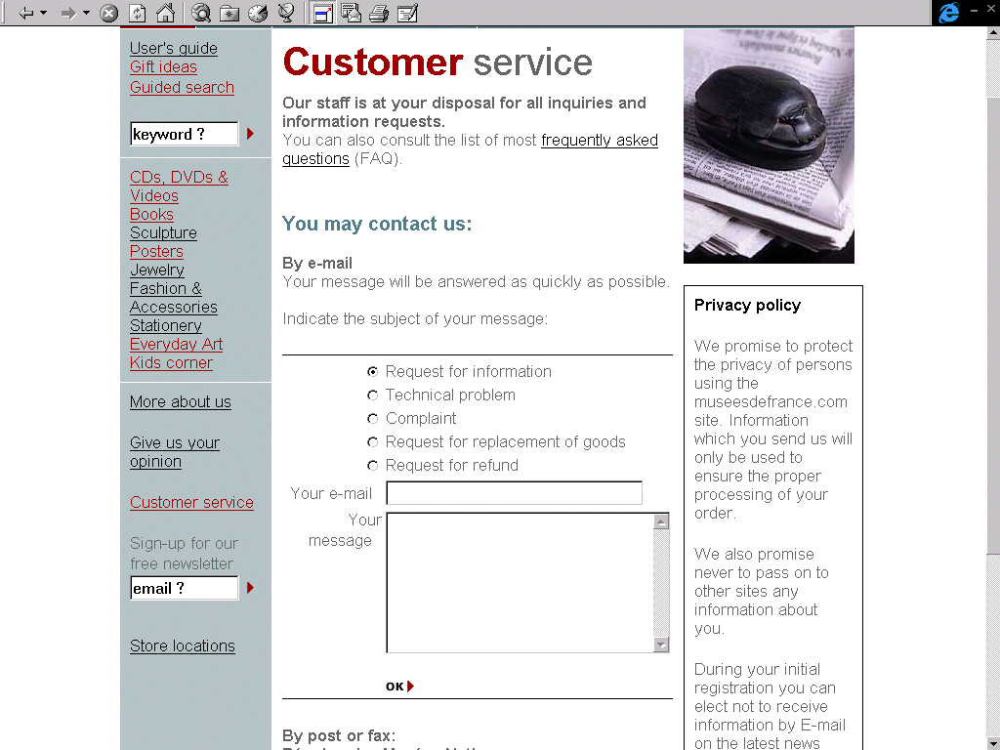 User's guide
Gift ideas
Guided search
keyword ?
CDs, DVDs &
Videos
Books
Sculpture
Posters
Jewelry
Fashion &
Accessories
Stationery
Everyday Art
Kids corner
More about us
Give us your
opinion
Customer service
Sign-up for our
free newsletter
email ?
Store locations
Customer service
Our staff is at your disposal for all inquiries and
information requests.
You can also consult the list of most frequently asked
questions (FAQ).
You may contact us:
By e-mail
Your message will be answered as quickly as possible.
Indicate the subject of your message:
Request for information
Technical problem
Complaint
Request for replacement of goods
Request for refund
Your e-mail
Your
message
OK
By post or fax:
Privacy policy
We promise to protect
the privacy of persons
using the
museesdefrance.com
site. Information
which you send us will
only be used to
ensure the proper
processing of your
order.
We also promise
never to pass on to
other sites any
information about
you.
During your initial
registration you can
elect not to receive
information by E-mail
on the latest news